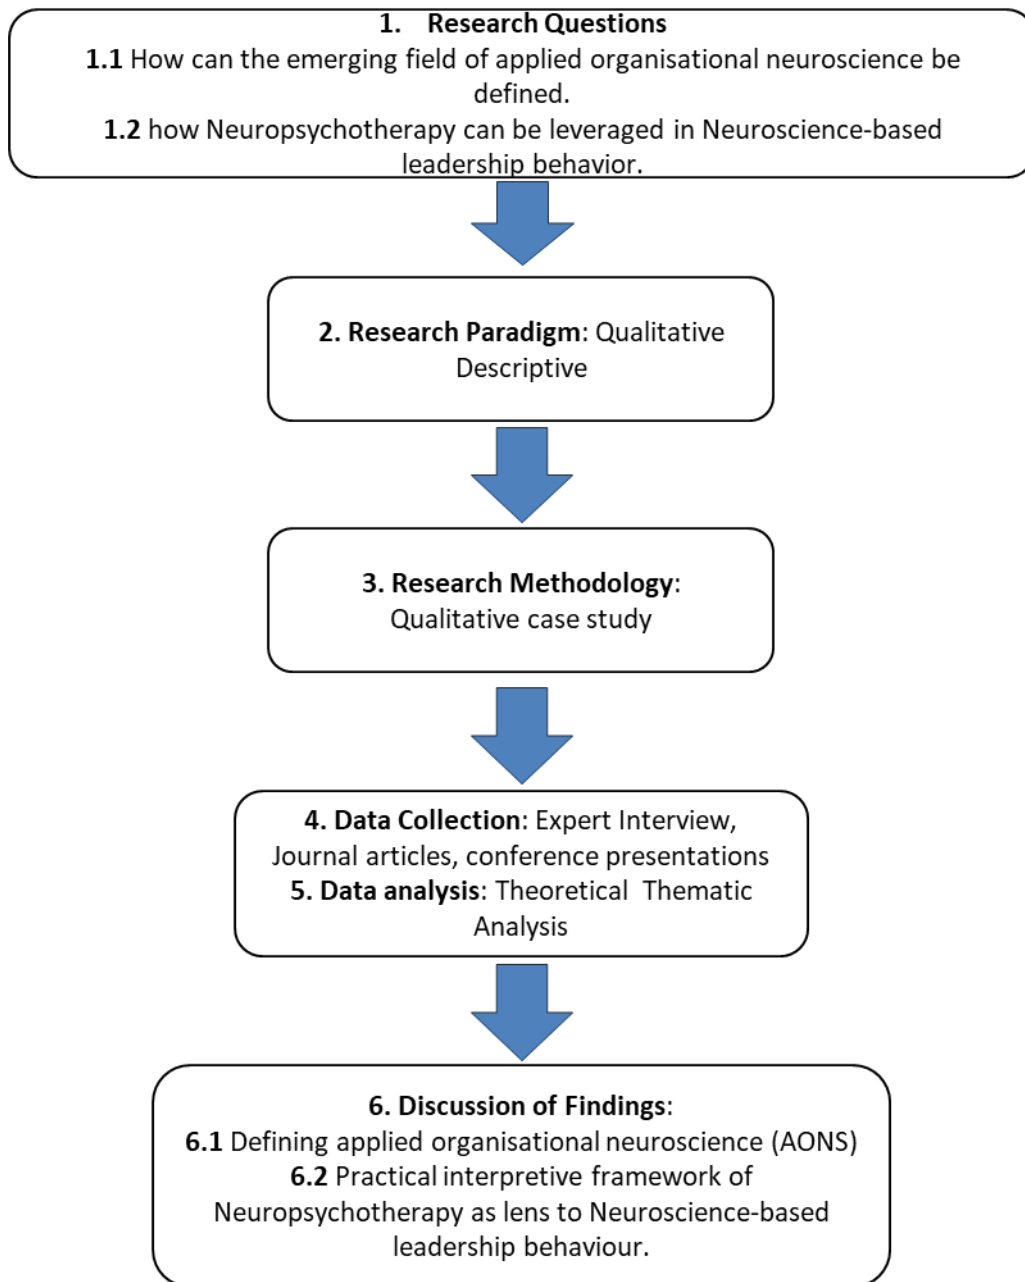 1. Research Questions
1.1 How can the emerging field of applied organisational neuroscience be
defined.
1.2 how Neuropsychotherapy can be leveraged in Neuroscience-based
leadership behavior.
2. Research Paradigm: Qualitative
Descriptive
3. Research Methodology:
Qualitative case study
4. Data Collection: Expert Interview,
Journal articles, conference presentations
5. Data analysis: Theoretical Thematic
Analysis
6. Discussion of Findings:
6.1 Defining applied organisational neuroscience (AONS)
6.2 Practical interpretive framework of
Neuropsychotherapy as lens to Neuroscience-based
leadership behaviour.